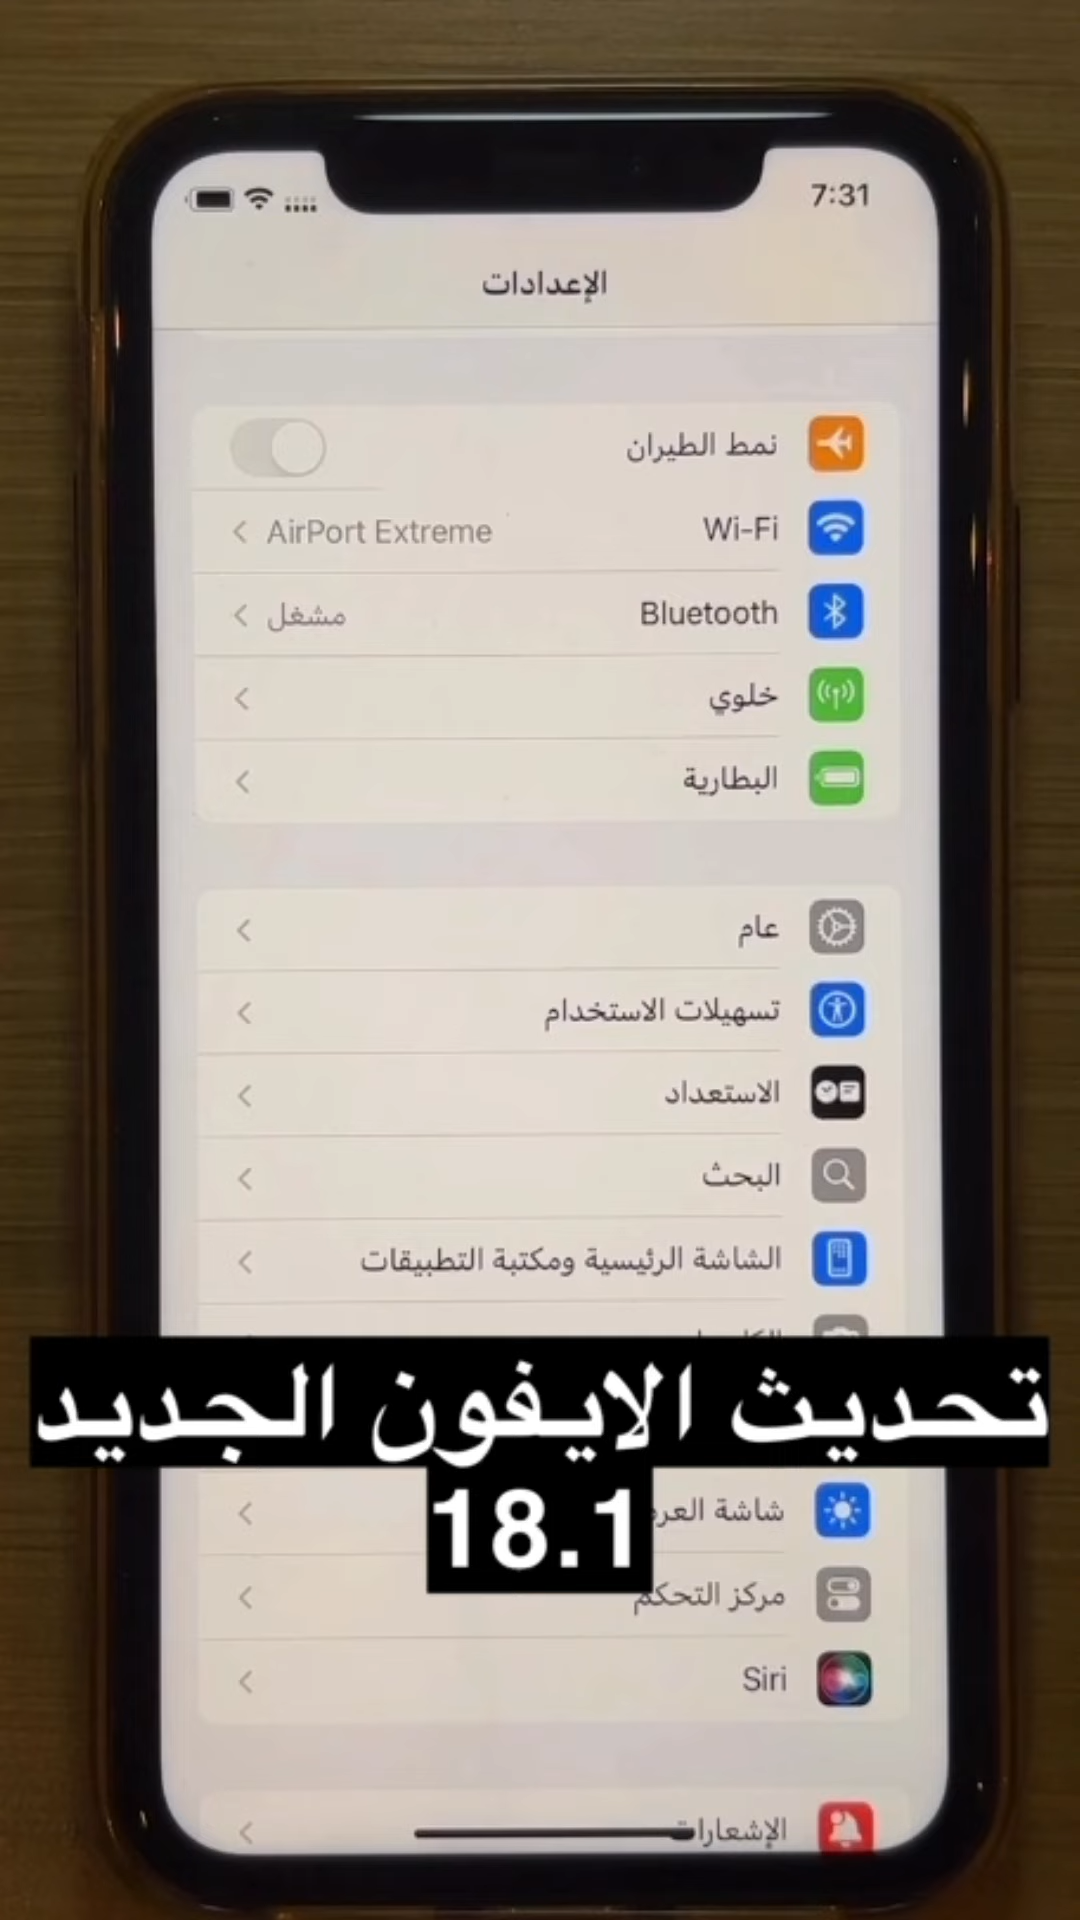 7:31
الإعدادات
نمط الطيران
Wi-Fi AirPort Extreme
Bluetooth مشغل
خلوي
البطارية
عام
تسهيلات الاستخدام
الاستعداد
البحث
الشاشة الرئيسية ومكتبة التطبيقات
تحديث الايفون الجديد
18.1
شاشة
مركز التحكم
Siri
الإشعارات